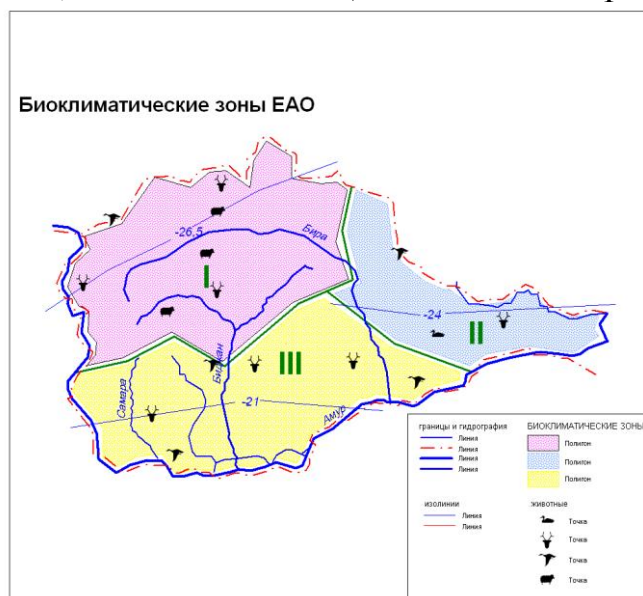 Биоклиматические зоны ЕАО
Бира
-26.5
I
-24
II
Биджан
III
Самара
-21
Амур
границы и гидрография
Линия
Линия
Линия
Линия
БИОКЛИМАТИЧЕСКИЕ ЗОНЫ
Полигон
Полигон
Полигон
изолинии
Линия
Линия
животные
Точка
Точка
Точка
Точка